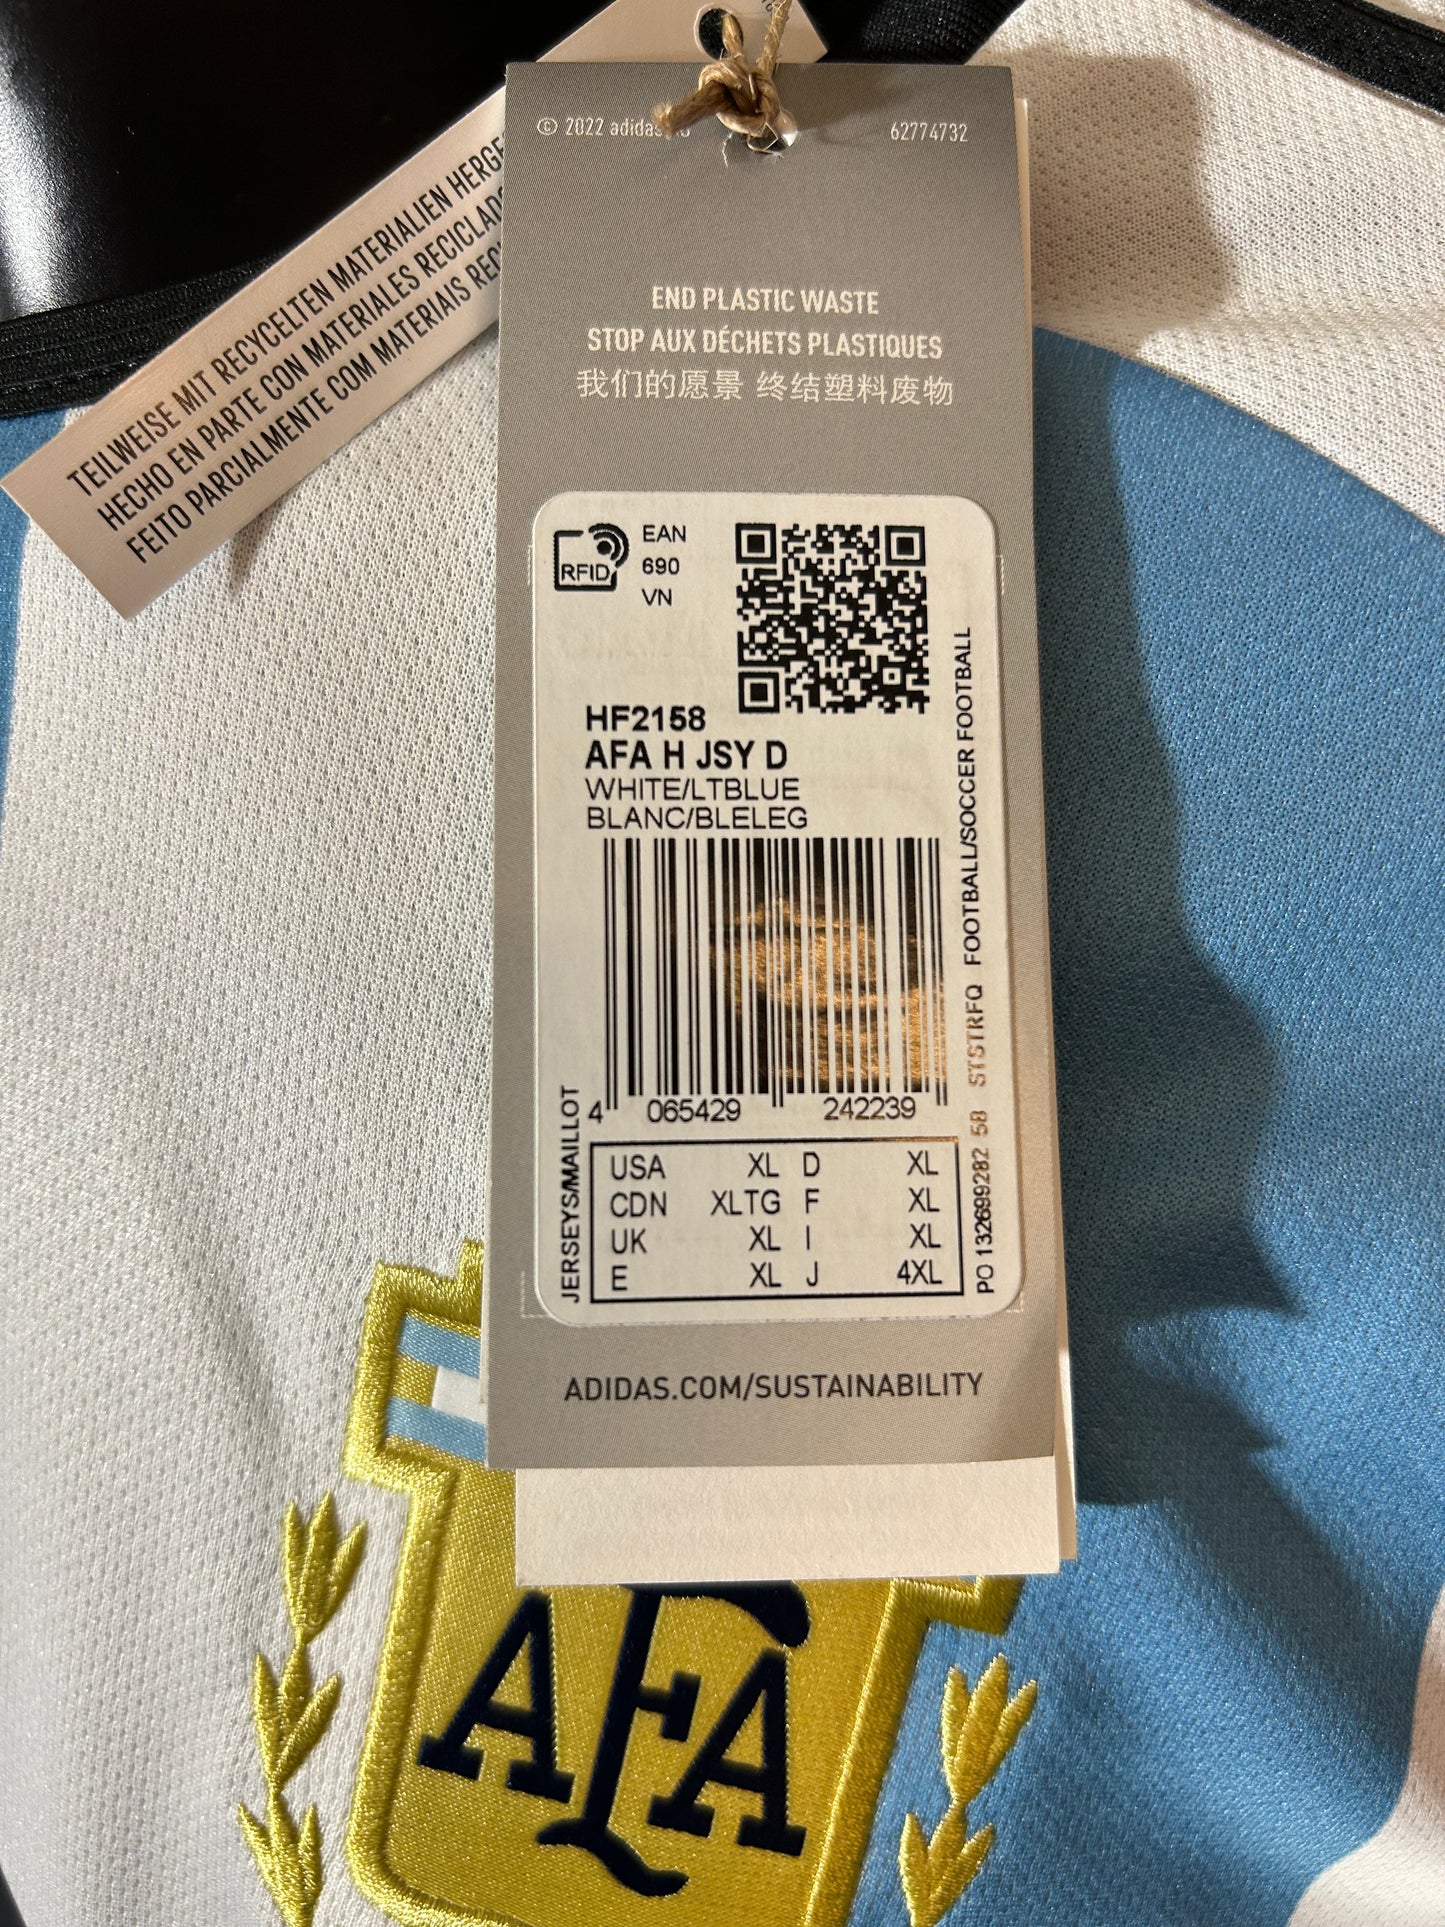 TEILWEISE MIT RECYCELTEN MATERIALIEN
HECHO EN PARTE CON MATERIALES
FEITO PARCIALMENTE COM MATERIAIS
© 2022 adidas
62774732
END PLASTIC WASTE
STOP AUX DÉCHETS PLASTIQUES
我们的愿景 终结塑料废物
RFID
EAN
690
VN
HF2158
AFA H JSY D
WHITE/LTBLUE
BLANC/BLELEG
4 065429 242239
JERSEYS/MAILLOT
PO 132699282 58 STSTRFQ FOOTBALL/SOCCER FOOTBALL
USA XL D XL
CDN XLTG F XL
UK XL I XL
E XL J 4XL
ADIDAS.COM/SUSTAINABILITY
AFA